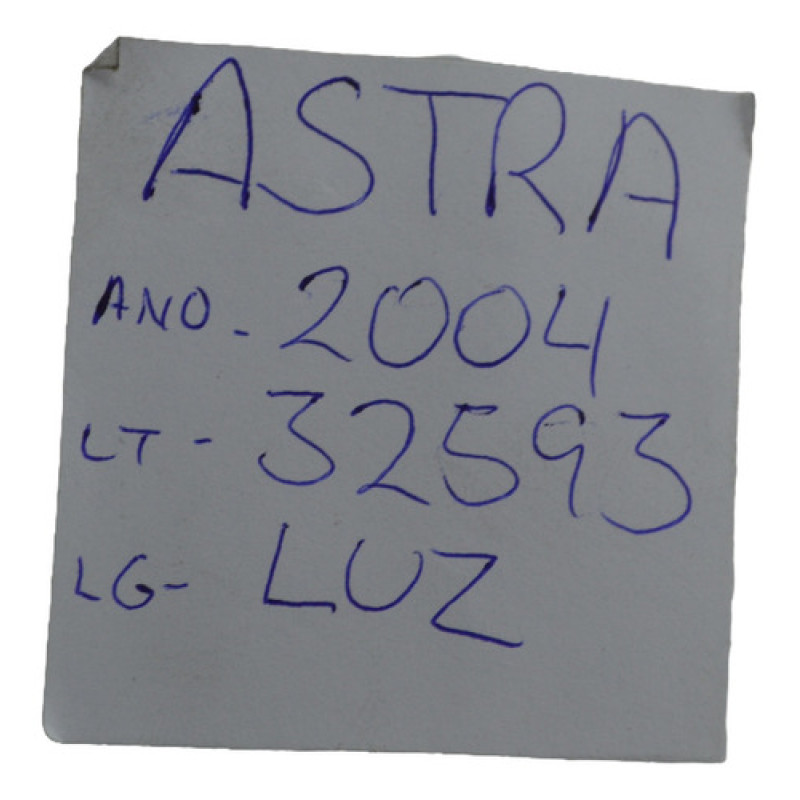 ASTRA
ANO - 2004
LT - 32593
LG - LUZ